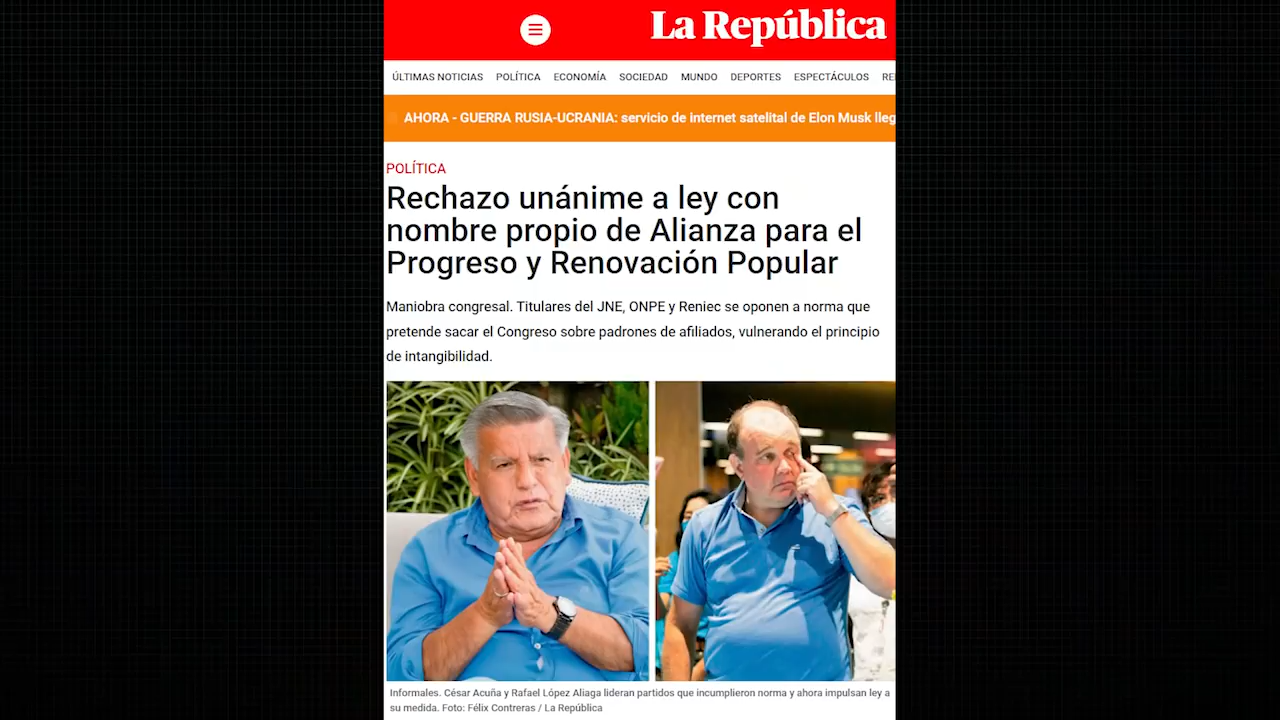 La República
ÚLTIMAS NOTICIAS POLÍTICA ECONOMÍA SOCIEDAD MUNDO DEPORTES ESPECTÁCULOS
AHORA - GUERRA RUSIA-UCRANIA: servicio de internet satelital de Elon Musk
POLÍTICA
Rechazo unánime a ley con
nombre propio de Alianza para el
Progreso y Renovación Popular
Maniobra congresal. Titulares del JNE, ONPE y Reniec se oponen a norma que
pretende sacar el Congreso sobre padrones de afiliados, vulnerando el principio
de intangibilidad.
Informales. César Acuña y Rafael López Aliaga lideran partidos que incumplieron norma y ahora impulsan ley a
su medida. Foto: Félix Contreras / La República